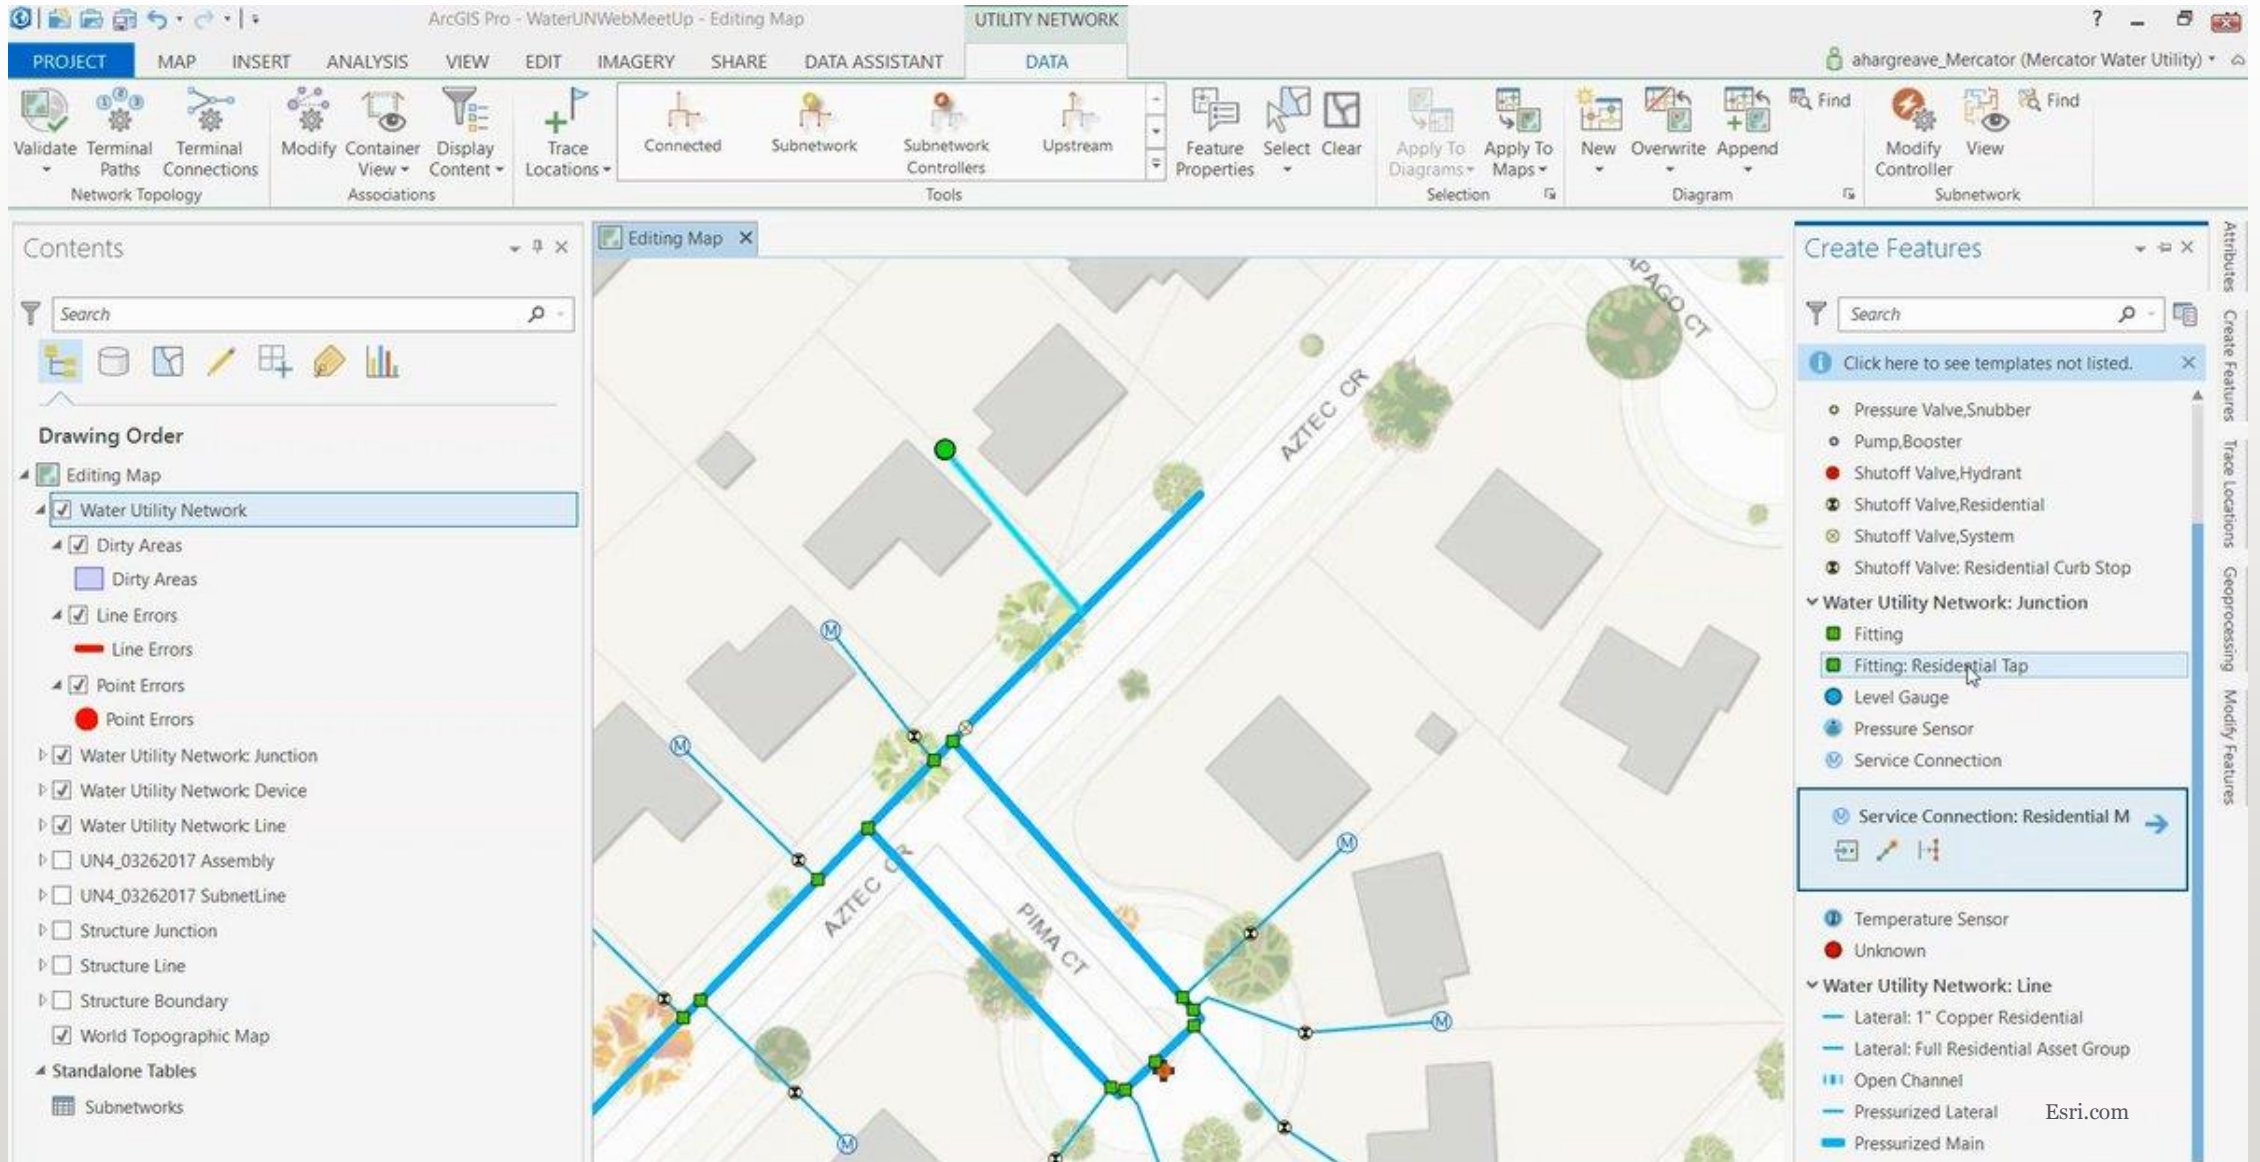 ArcGIS Pro - WaterUNWebMeetUp - Editing Map
UTILITY NETWORK
?
PROJECT MAP INSERT ANALYSIS VIEW EDIT IMAGERY SHARE DATA ASSISTANT DATA
ahargreave_Mercator (Mercator Water Utility)
Validate
Terminal Paths
Terminal Connections
Network Topology
Modify
Container View
Display Content
Associations
Trace Locations
Connected
Subnetwork
Subnetwork Controllers
Upstream
Tools
Feature Properties
Select
Clear
Apply To Diagrams
Apply To Maps
Selection
New
Overwrite
Append
Find
Diagram
Modify Controller
View
Find
Subnetwork
Contents
Search
Drawing Order
Editing Map
Water Utility Network
Dirty Areas
Dirty Areas
Line Errors
Line Errors
Point Errors
Point Errors
Water Utility Network: Junction
Water Utility Network: Device
Water Utility Network: Line
UN4_03262017 Assembly
UN4_03262017 SubnetLine
Structure Junction
Structure Line
Structure Boundary
World Topographic Map
Standalone Tables
Subnetworks
Editing Map
APAGO CT
AZTEC CR
M
M
AZTEC CR
PIMA CT
M
M
M
Create Features
Search
Click here to see templates not listed.
Pressure Valve,Snubber
Pump,Booster
Shutoff Valve,Hydrant
Shutoff Valve,Residential
Shutoff Valve,System
Shutoff Valve: Residential Curb Stop
Water Utility Network: Junction
Fitting
Fitting: Residential Tap
Level Gauge
Pressure Sensor
Service Connection
Service Connection: Residential M
Temperature Sensor
Unknown
Water Utility Network: Line
Lateral: 1" Copper Residential
Lateral: Full Residential Asset Group
Open Channel
Pressurized Lateral
Pressurized Main
Esri.com
Attributes
Create Features
Trace Locations
Geoprocessing
Modify Features